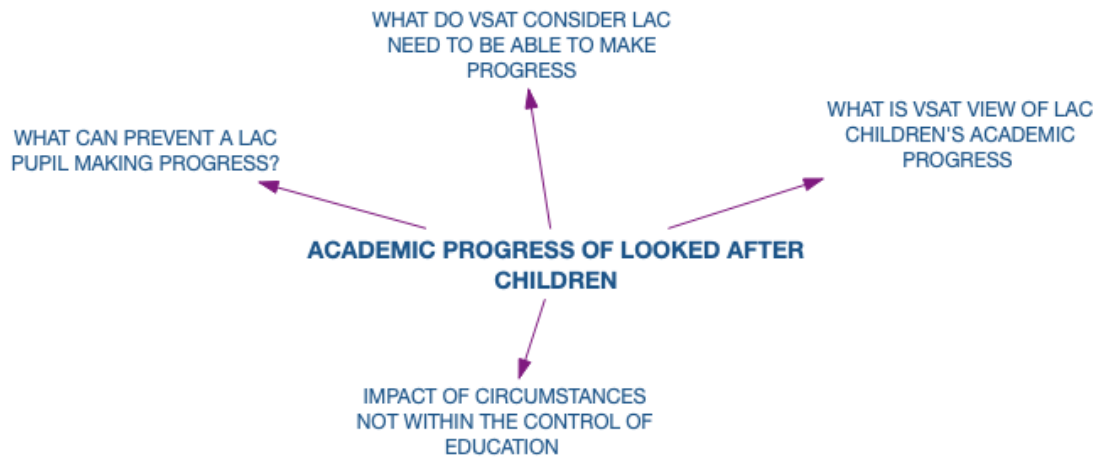 WHAT DO VSAT CONSIDER LAC
NEED TO BE ABLE TO MAKE
PROGRESS
WHAT IS VSAT VIEW OF LAC
CHILDREN'S ACADEMIC
PROGRESS
WHAT CAN PREVENT A LAC
PUPIL MAKING PROGRESS?
ACADEMIC PROGRESS OF LOOKED AFTER
CHILDREN
IMPACT OF CIRCUMSTANCES
NOT WITHIN THE CONTROL OF
EDUCATION